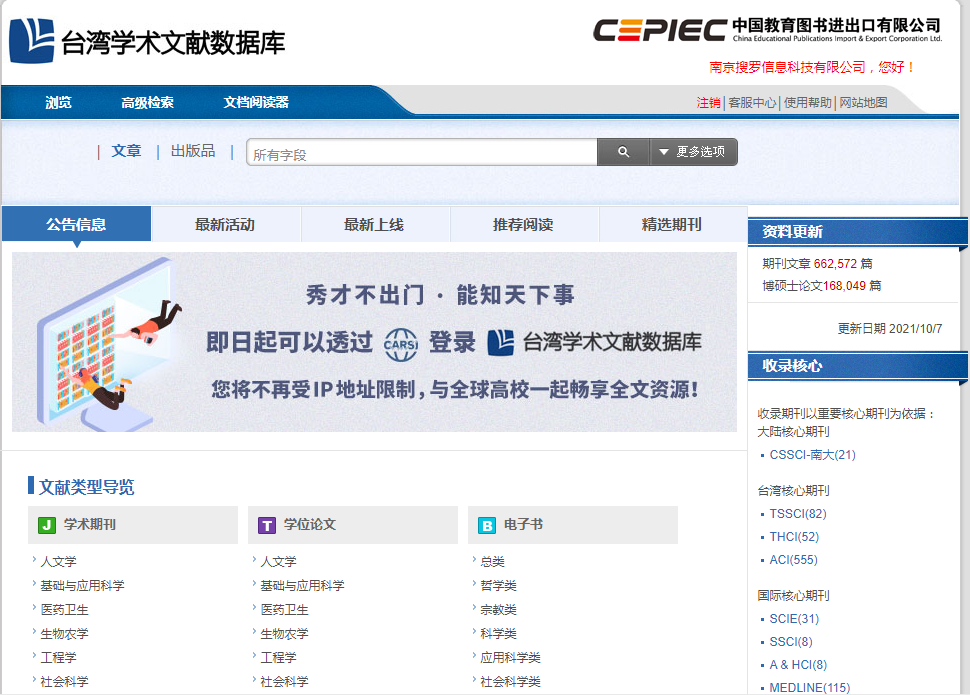 台湾学术文献数据库
CEPIEC 中国教育图书进出口有限公司
China Educational Publications Import & Export Corporation Ltd.
南京搜罗信息科技有限公司，您好！
浏览 高级检索 文档阅读器
注销|客服中心|使用帮助|网站地图
| 文章 | 出版品 |
所有字段
更多选项
公告信息 最新活动 最新上线 推荐阅读 精选期刊
秀才不出门 · 能知天下事
即日起可以透过 CARSI 登录 台湾学术文献数据库
您将不再受IP地址限制,与全球高校一起畅享全文资源!
文献类型导览
J 学术期刊
人文学
基础与应用科学
医药卫生
生物农学
工程学
社会科学
T 学位论文
人文学
基础与应用科学
医药卫生
生物农学
工程学
社会科学
B 电子书
总类
哲学类
宗教类
科学类
应用科学类
社会科学类
资料更新
期刊文章 662,572 篇
博硕士论文168,049 篇
更新日期 2021/10/7
收录核心
收录期刊以重要核心期刊为依据：
大陆核心期刊
CSSCI-南大(21)
台湾核心期刊
TSSCI(82)
THCI(52)
ACI(555)
国际核心期刊
SCIE(31)
SSCI(8)
A & HCI(8)
MEDLINE(115)